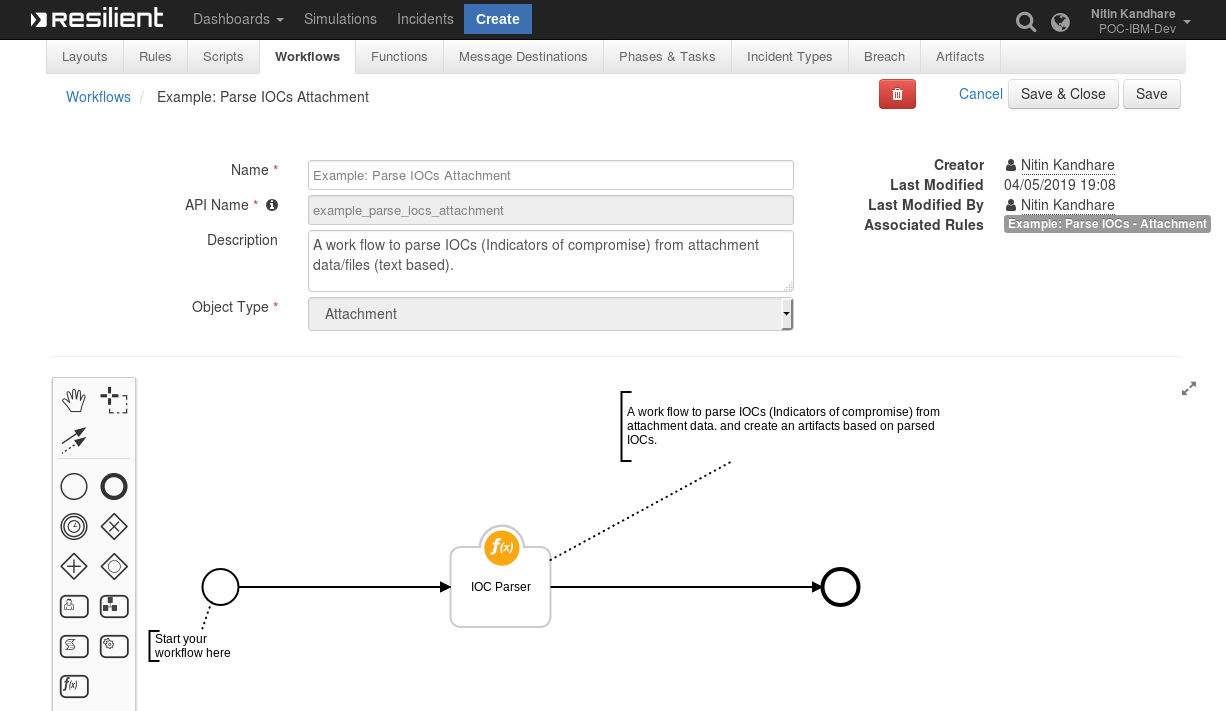 resilient
Dashboards Simulations Incidents Create
Nitin Kandhare
POC-IBM-Dev
Layouts Rules Scripts Workflows Functions Message Destinations Phases & Tasks Incident Types Breach Artifacts
Workflows / Example: Parse IOCs Attachment
Cancel Save & Close Save
Name * Example: Parse IOCs Attachment
API Name * example_parse_iocs_attachment
Description A work flow to parse IOCs (Indicators of compromise) from attachment
data/files (text based).
Object Type * Attachment
Creator Nitin Kandhare
Last Modified 04/05/2019 19:08
Last Modified By Nitin Kandhare
Associated Rules Example: Parse IOCs - Attachment
A work flow to parse IOCs (Indicators of compromise) from
attachment data. and create an artifacts based on parsed
IOCs.
f(x)
IOC Parser
Start your
workflow here
f(x)